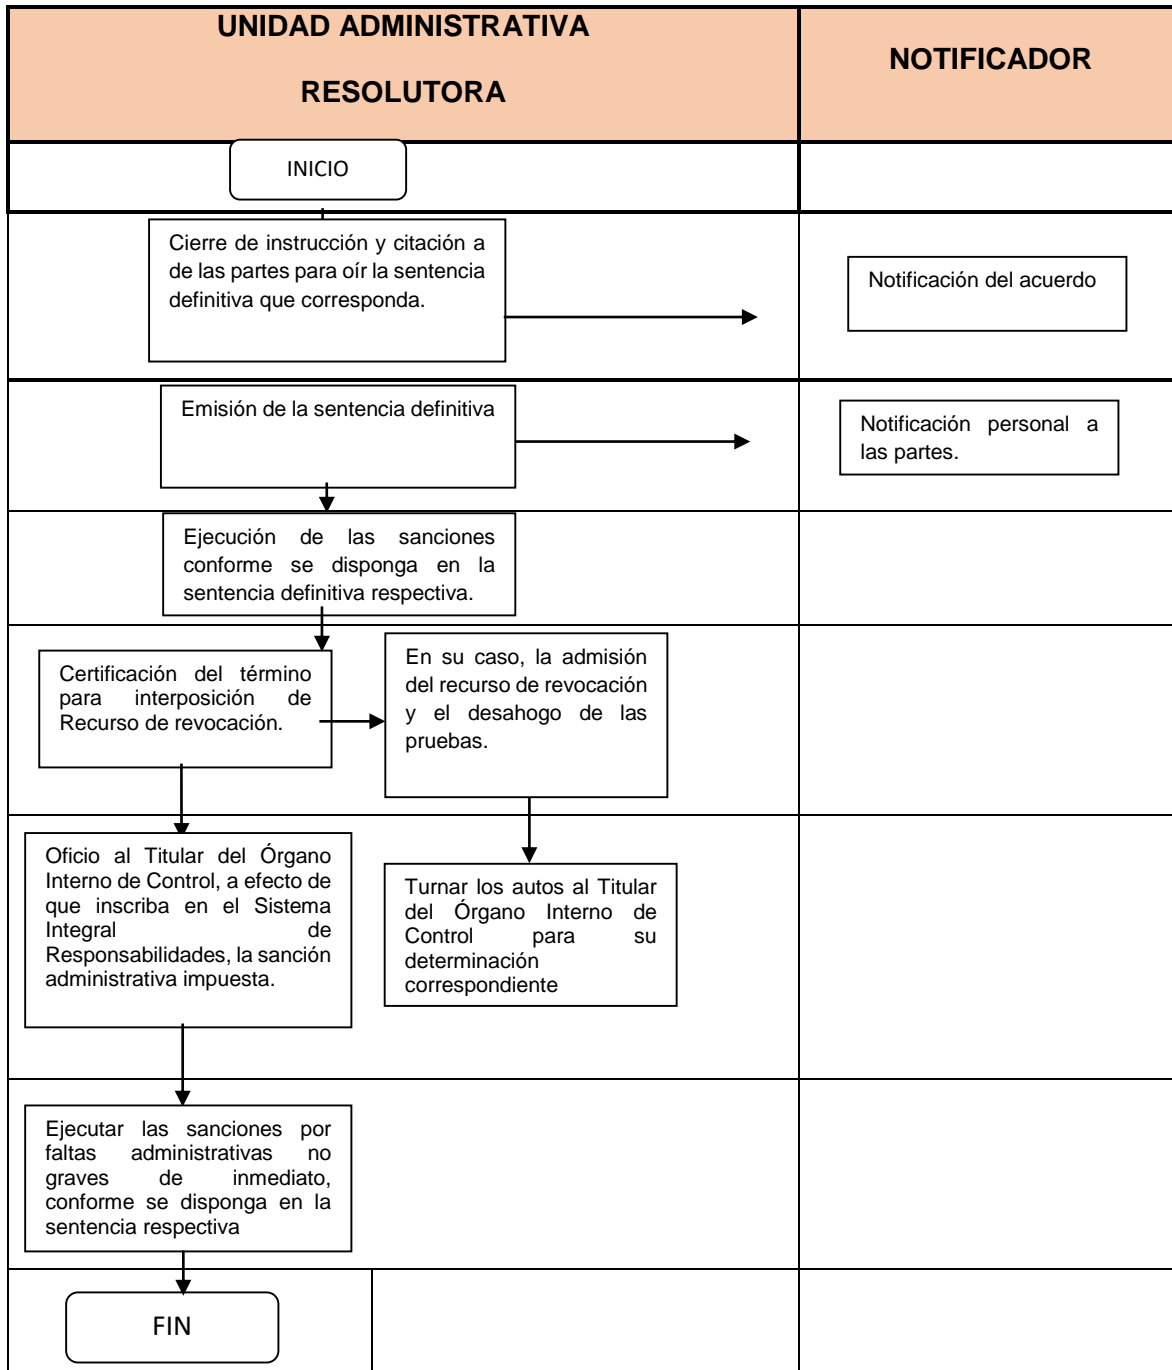 UNIDAD ADMINISTRATIVA
RESOLUTORA
NOTIFICADOR
INICIO
Cierre de instrucción y citación a
de las partes para oír la sentencia
definitiva que corresponda.
Notificación del acuerdo
Emisión de la sentencia definitiva
Notificación personal a
las partes.
Ejecución de las sanciones
conforme se disponga en la
sentencia definitiva respectiva.
Certificación del término
para interposición de
Recurso de revocación.
En su caso, la admisión
del recurso de revocación
y el desahogo de las
pruebas.
Oficio al Titular del Órgano
Interno de Control, a efecto de
que inscriba en el Sistema
Integral de
Responsabilidades, la sanción
administrativa impuesta.
Turnar los autos al Titular
del Órgano Interno de
Control para su
determinación
correspondiente
Ejecutar las sanciones por
faltas administrativas no
graves de inmediato,
conforme se disponga en la
sentencia respectiva
FIN